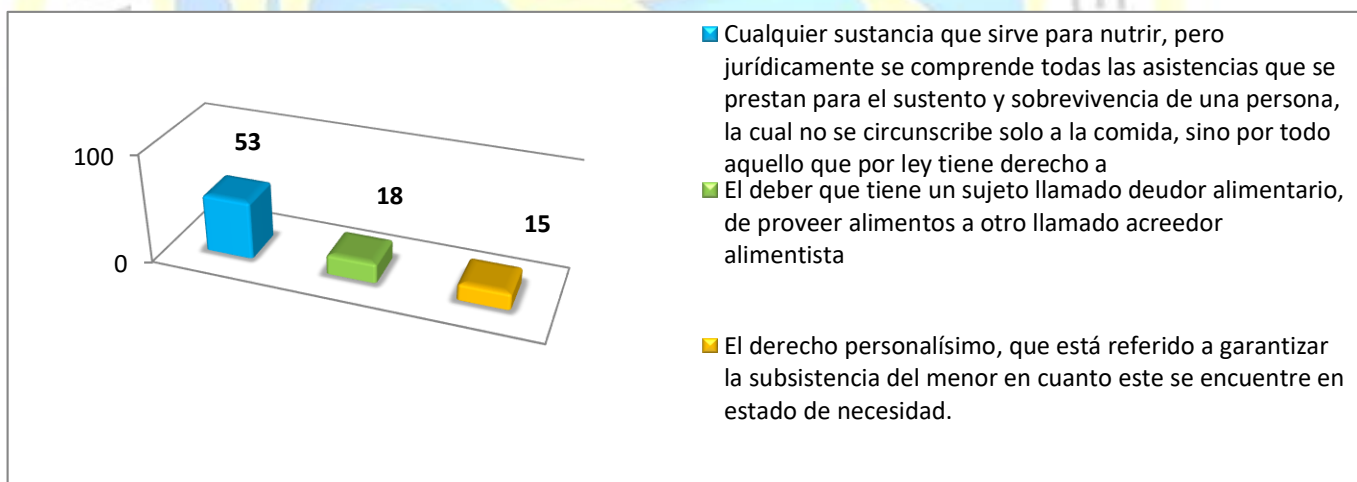 100
0
53
18
15
Cualquier sustancia que sirve para nutrir, pero
jurídicamente se comprende todas las asistencias que se
prestan para el sustento y sobrevivencia de una persona,
la cual no se circunscribe solo a la comida, sino por todo
aquello que por ley tiene derecho a
El deber que tiene un sujeto llamado deudor alimentario,
de proveer alimentos a otro llamado acreedor
alimentista
El derecho personalísimo, que está referido a garantizar
la subsistencia del menor en cuanto este se encuentre en
estado de necesidad.